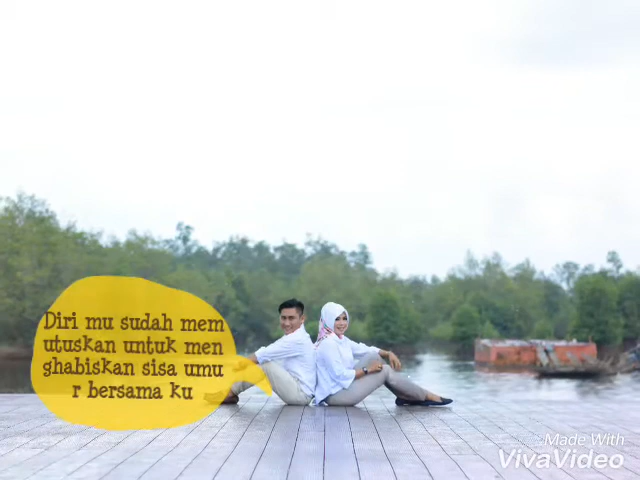 Diri mu sudah mem
utuskan untuk men
ghabiskan sisa umu
r bersama ku
Made With
VivaVideo